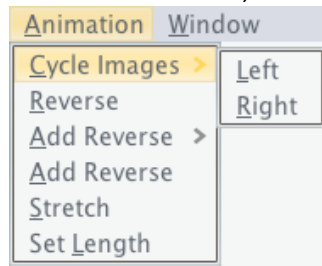 Animation Window
Cycle Images >
Left
Right
Reverse
Add Reverse >
Add Reverse
Stretch
Set Length